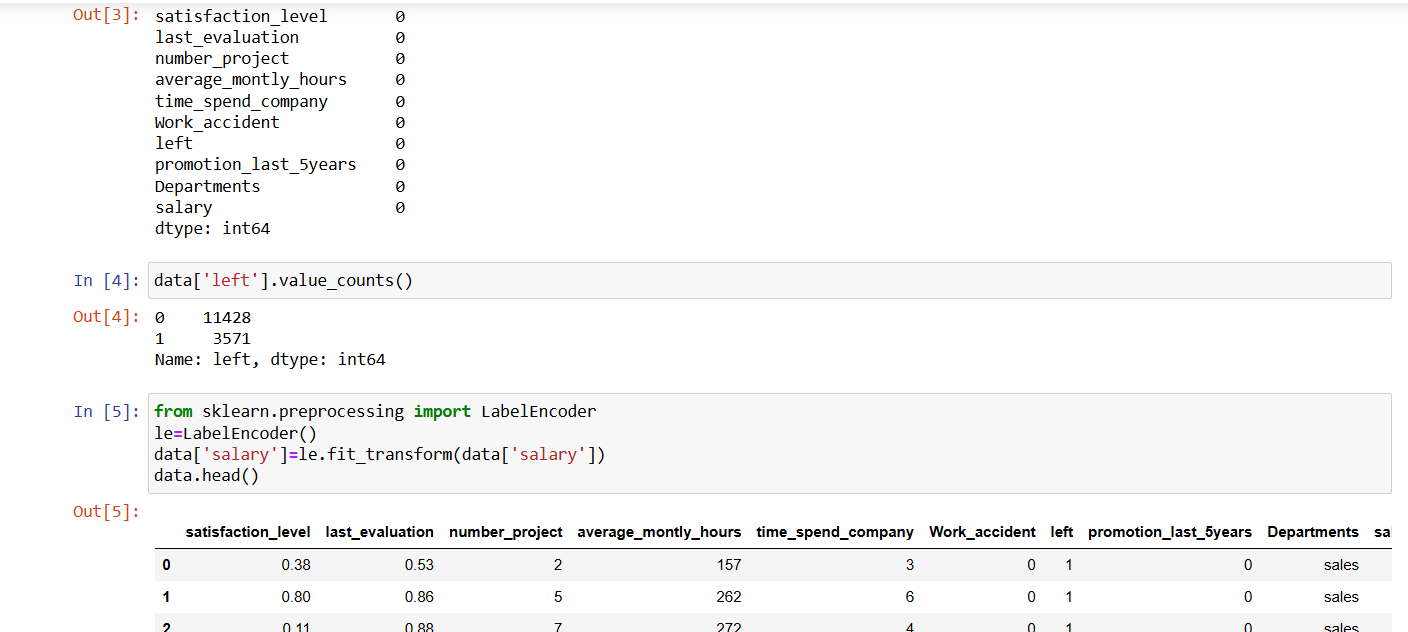 Out[3]: satisfaction_level 0
last_evaluation 0
number_project 0
average_montly_hours 0
time_spend_company 0
Work_accident 0
left 0
promotion_last_5years 0
Departments 0
salary 0
dtype: int64
In [4]: data['left'].value_counts()
Out[4]: 0 11428
1 3571
Name: left, dtype: int64
In [5]: from sklearn.preprocessing import LabelEncoder
le=LabelEncoder()
data['salary']=le.fit_transform(data['salary'])
data.head()
Out[5]:
satisfaction_level last_evaluation number_project average_montly_hours time_spend_company Work_accident left promotion_last_5years Departments sal
0 0.38 0.53 2 157 3 0 1 0 sales
1 0.80 0.86 5 262 6 0 1 0 sales
2 0.11 0.88 7 272 4 0 1 0 sales